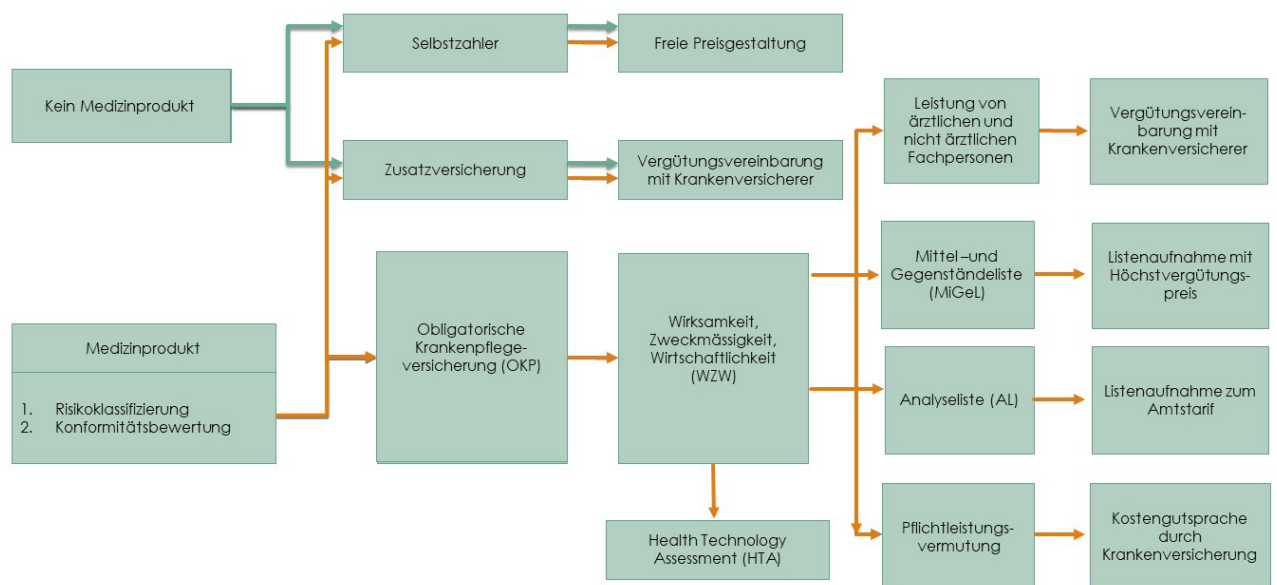 Kein Medizinprodukt
Selbstzahler
Freie Preisgestaltung
Zusatzversicherung
Vergütungsvereinbarung
mit Krankenversicherer
Medizinprodukt
1. Risikoklassifizierung
2. Konformitätsbewertung
Obligatorische
Krankenpflege-
versicherung (OKP)
Wirksamkeit,
Zweckmässigkeit,
Wirtschaftlichkeit
(WZW)
Health Technology
Assessment (HTA)
Leistung von
ärztlichen und
nicht ärztlichen
Fachpersonen
Vergütungsverein-
barung mit
Krankenversicherer
Mittel –und
Gegenständeliste
(MiGeL)
Listenaufnahme mit
Höchstvergütungs-
preis
Analyseliste (AL)
Listenaufnahme zum
Amtstarif
Pflichtleistungs-
vermutung
Kostengutsprache
durch
Krankenversicherung